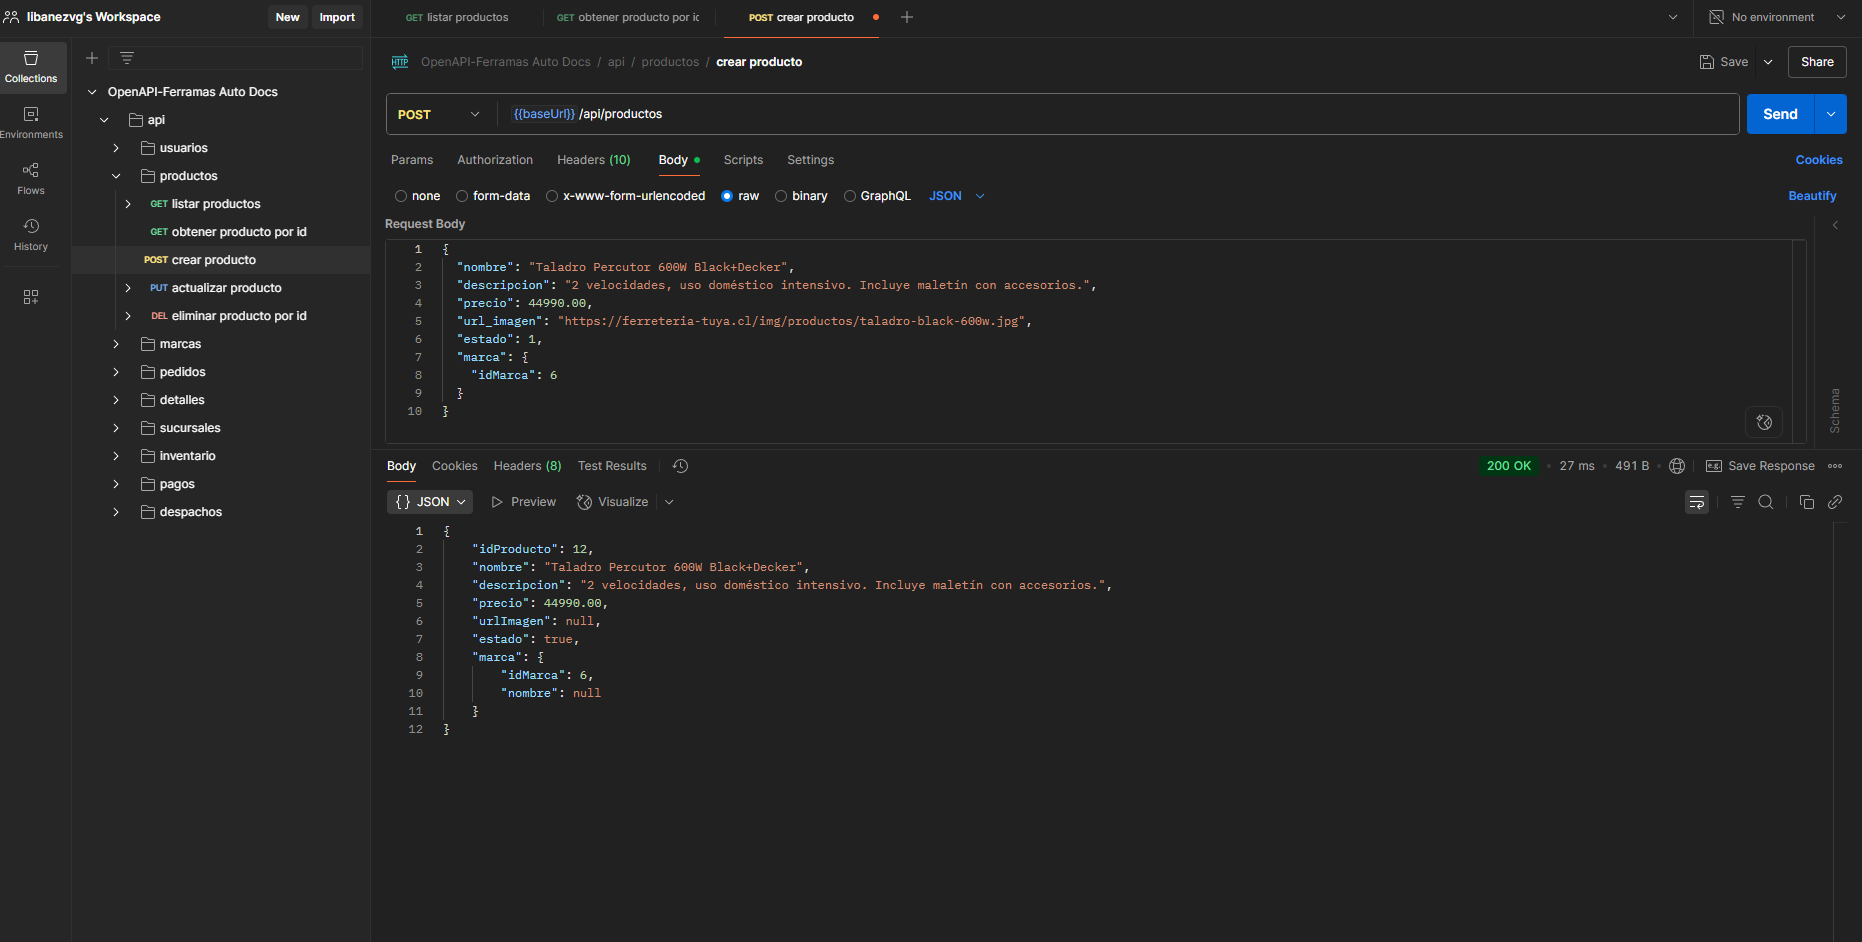 libanezvg's Workspace
New
Import
GET listar productos
GET obtener producto por ic
POST crear producto
No environment
Collections
Environments
Flows
History
OpenAPI-Ferramas Auto Docs
api
usuarios
productos
GET listar productos
GET obtener producto por id
POST crear producto
PUT actualizar producto
DEL eliminar producto por id
marcas
pedidos
detalles
sucursales
inventario
pagos
despachos
HTTP OpenAPI-Ferramas Auto Docs / api / productos / crear producto
Save
Share
POST {{baseUrl}} /api/productos
Send
Params Authorization Headers (10) Body Scripts Settings
Cookies
none form-data x-www-form-urlencoded raw binary GraphQL JSON
Beautify
Request Body
1 {
2 "nombre": "Taladro Percutor 600W Black+Decker",
3 "descripcion": "2 velocidades, uso doméstico intensivo. Incluye maletín con accesorios.",
4 "precio": 44990.00,
5 "url_imagen": "https://ferreteria-tuya.cl/img/productos/taladro-black-600w.jpg",
6 "estado": 1,
7 "marca": {
8 "idMarca": 6
9 }
10 }
Schema
Body Cookies Headers (8) Test Results
200 OK • 27 ms • 491 B •
e.g. Save Response
{} JSON Preview Visualize
1 {
2 "idProducto": 12,
3 "nombre": "Taladro Percutor 600W Black+Decker",
4 "descripcion": "2 velocidades, uso doméstico intensivo. Incluye maletín con accesorios.",
5 "precio": 44990.00,
6 "urlImagen": null,
7 "estado": true,
8 "marca": {
9 "idMarca": 6,
10 "nombre": null
11 }
12 }